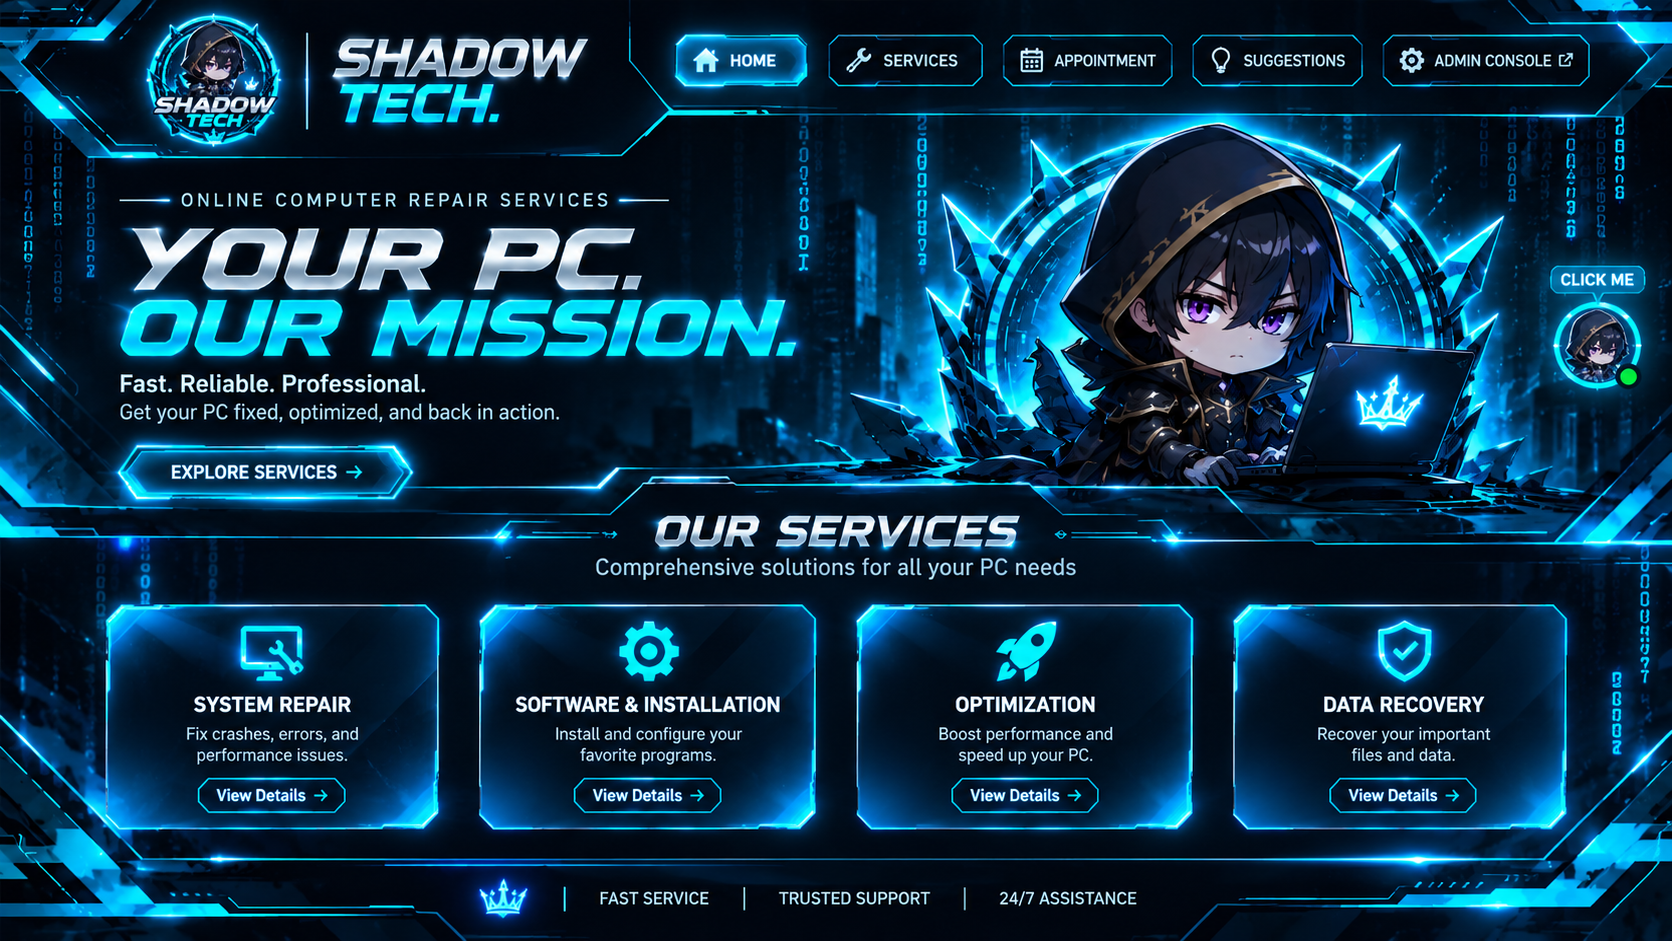 SHADOW
TECH
SHADOW
TECH.
HOME
SERVICES
APPOINTMENT
SUGGESTIONS
ADMIN CONSOLE
ONLINE COMPUTER REPAIR SERVICES
YOUR PC.
OUR MISSION.
Fast. Reliable. Professional.
Get your PC fixed, optimized, and back in action.
EXPLORE SERVICES →
CLICK ME
OUR SERVICES
Comprehensive solutions for all your PC needs
SYSTEM REPAIR
Fix crashes, errors, and
performance issues.
View Details →
SOFTWARE & INSTALLATION
Install and configure your
favorite programs.
View Details →
OPTIMIZATION
Boost performance and
speed up your PC.
View Details →
DATA RECOVERY
Recover your important
files and data.
View Details →
FAST SERVICE
TRUSTED SUPPORT
24/7 ASSISTANCE